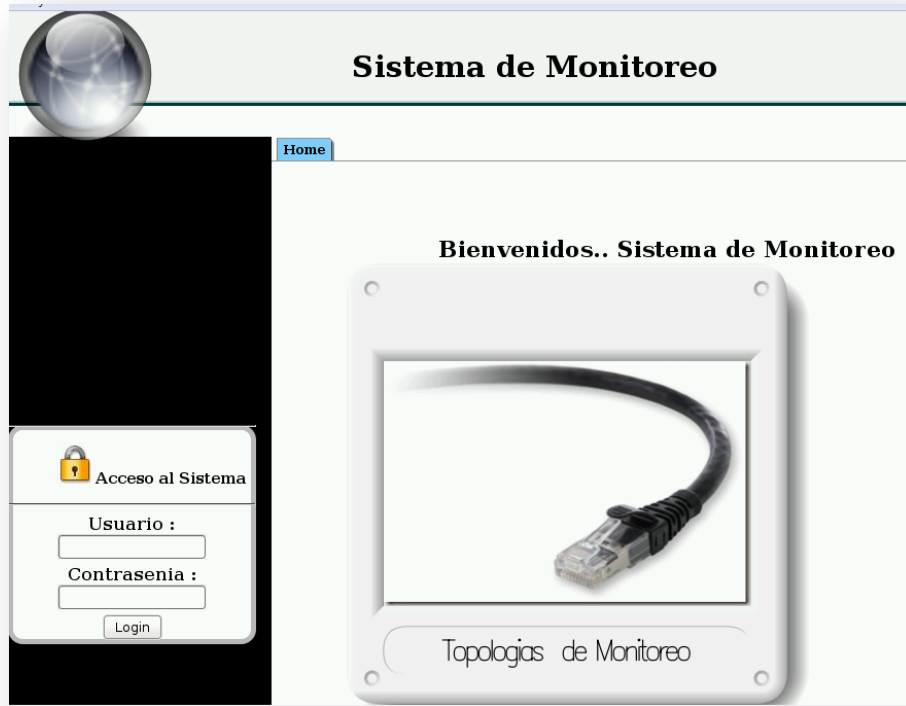 Sistema de Monitoreo
Home
Bienvenidos.. Sistema de Monitoreo
Acceso al Sistema
Usuario :
Contrasenia :
Login
Topologias de Monitoreo